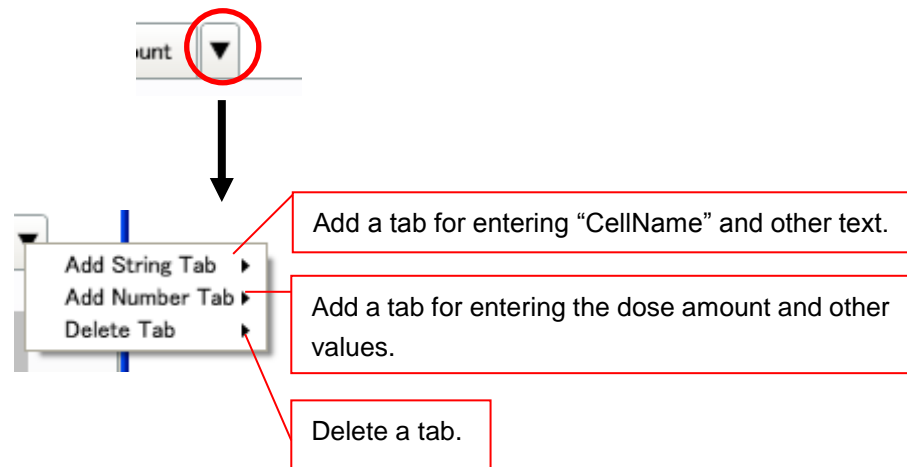 unt ▼
Add a tab for entering “CellName” and other text.
Add String Tab
Add Number Tab
Delete Tab
Add a tab for entering the dose amount and other
values.
Delete a tab.